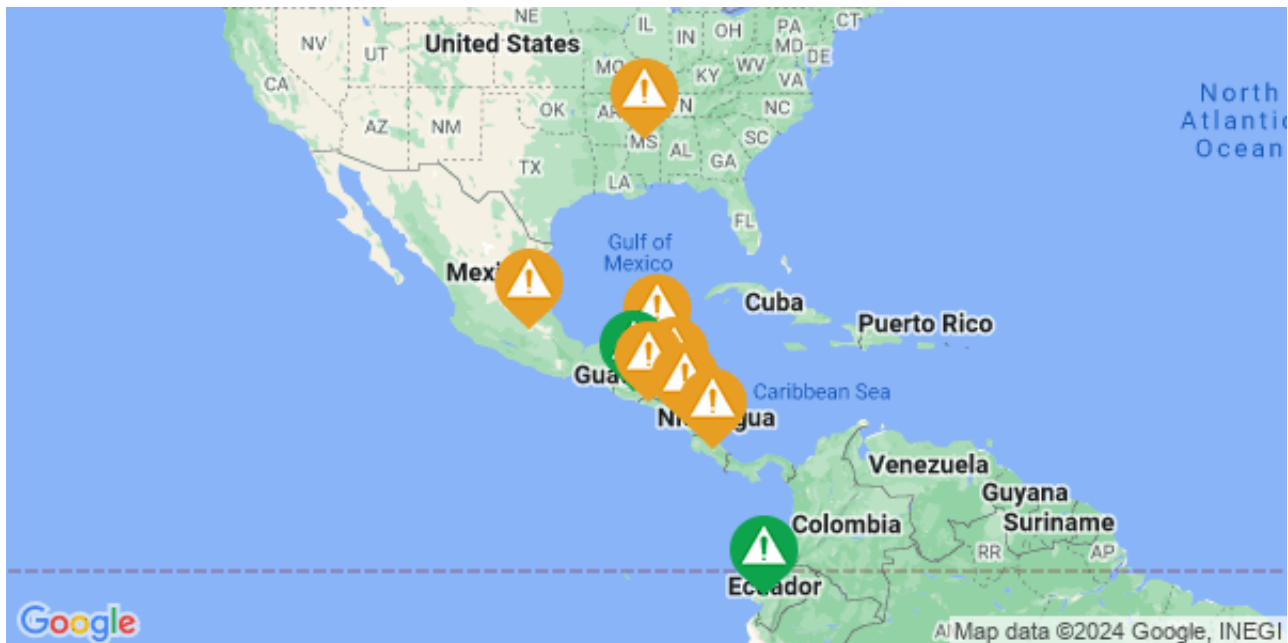 NE
IL
IN
OH
PA
CT
NV
UT
United States
MD
DE
MO
KY
WV
VA
CA
OK
NC
North
Atlantic
Ocean
AZ
NM
MS
AL
SC
GA
TX
LA
FL
Gulf of
Mexico
Cuba
Puerto Rico
Caribbean Sea
Venezuela
Guyana
Suriname
Colombia
RR
AP
Google
Map data ©2024 Google, INEGI